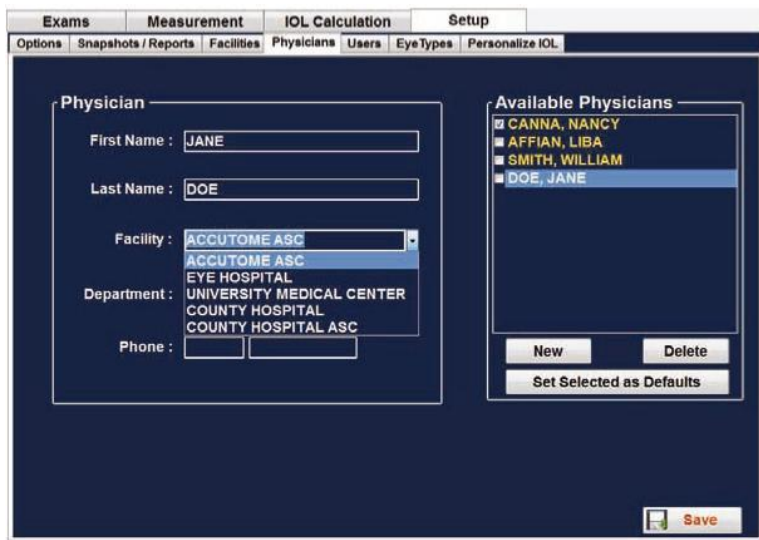 Exams Measurement IOL Calculation Setup
Options Snapshots / Reports Facilities Physicians Users EyeTypes Personalize IOL
Physician
First Name : JANE
Last Name : DOE
Facility : ACCUTOME ASC
ACCUTOME ASC
EYE HOSPITAL
UNIVERSITY MEDICAL CENTER
COUNTY HOSPITAL
COUNTY HOSPITAL ASC
Department :
Phone :
Available Physicians
CANNA, NANCY
AFFIAN, LIBA
SMITH, WILLIAM
DOE, JANE
New Delete
Set Selected as Defaults
Save